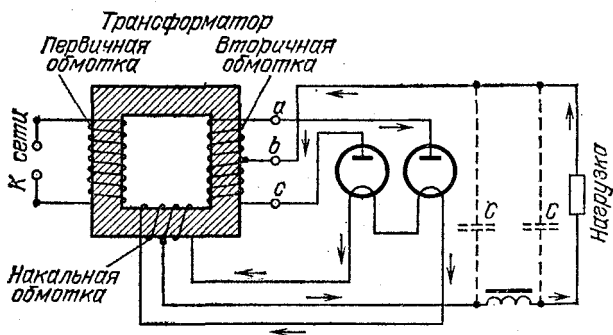 Трансформатор
Первичная
обмотка
Вторичная
обмотка
К сети
a
b
c
C
C
Нагрузка
Накальная
обмотка